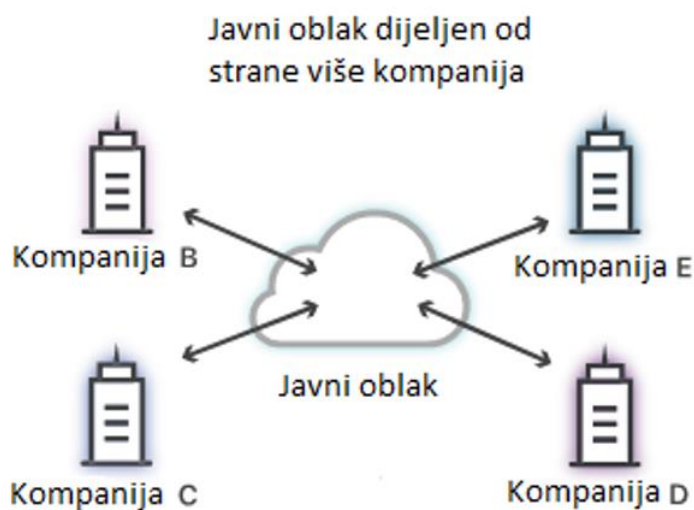 Javni oblak dijeljen od
strane više kompanija
Kompanija B
Kompanija E
Javni oblak
Kompanija C
Kompanija D